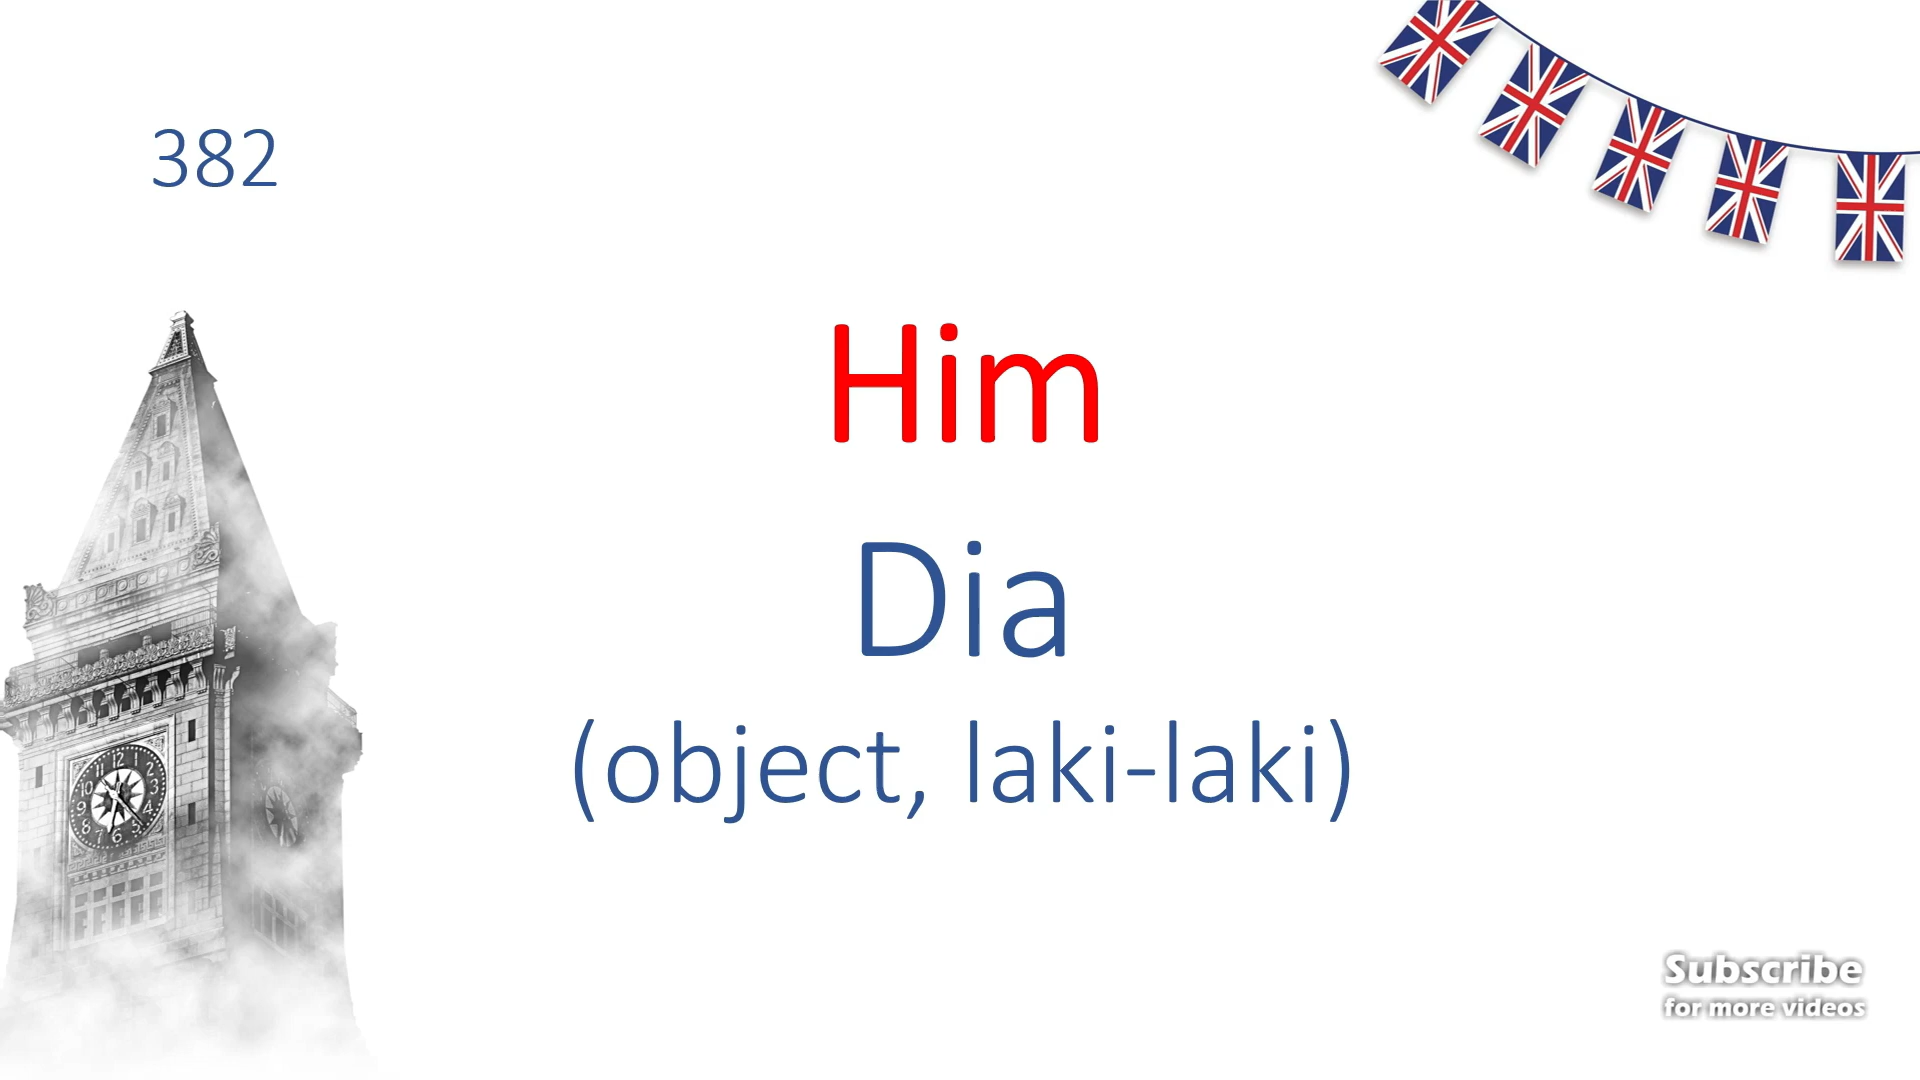 382
Him
Dia
(object, laki-laki)
Subscribe
for more videos